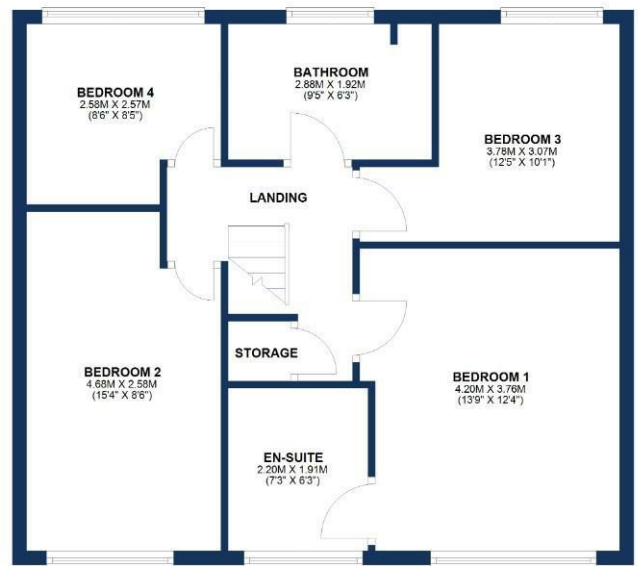 BEDROOM 4
2.58M X 2.57M
(8'6" X 8'5")
BATHROOM
2.88M X 1.92M
(9'5" X 6'3")
BEDROOM 3
3.78M X 3.07M
(12'5" X 10'1")
LANDING
STORAGE
BEDROOM 2
4.68M X 2.58M
(15'4" X 8'6")
BEDROOM 1
4.20M X 3.76M
(13'9" X 12'4")
EN-SUITE
2.20M X 1.91M
(7'3" X 6'3")